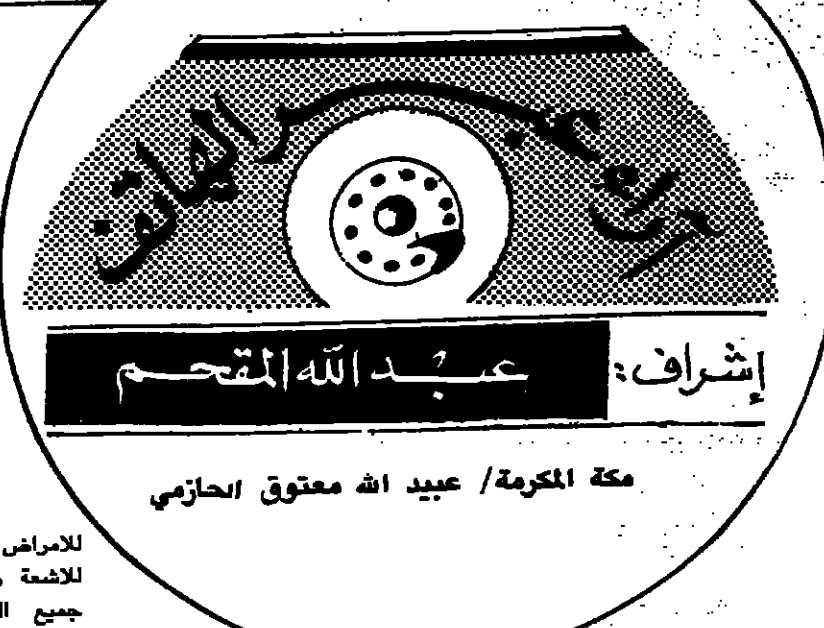 حوار عبر الهاتف
إشراف: عبد الله المقحم
مكة المكرمة/ عبيد الله معتوق الحازمي
للامراض
للاشعة
جميع